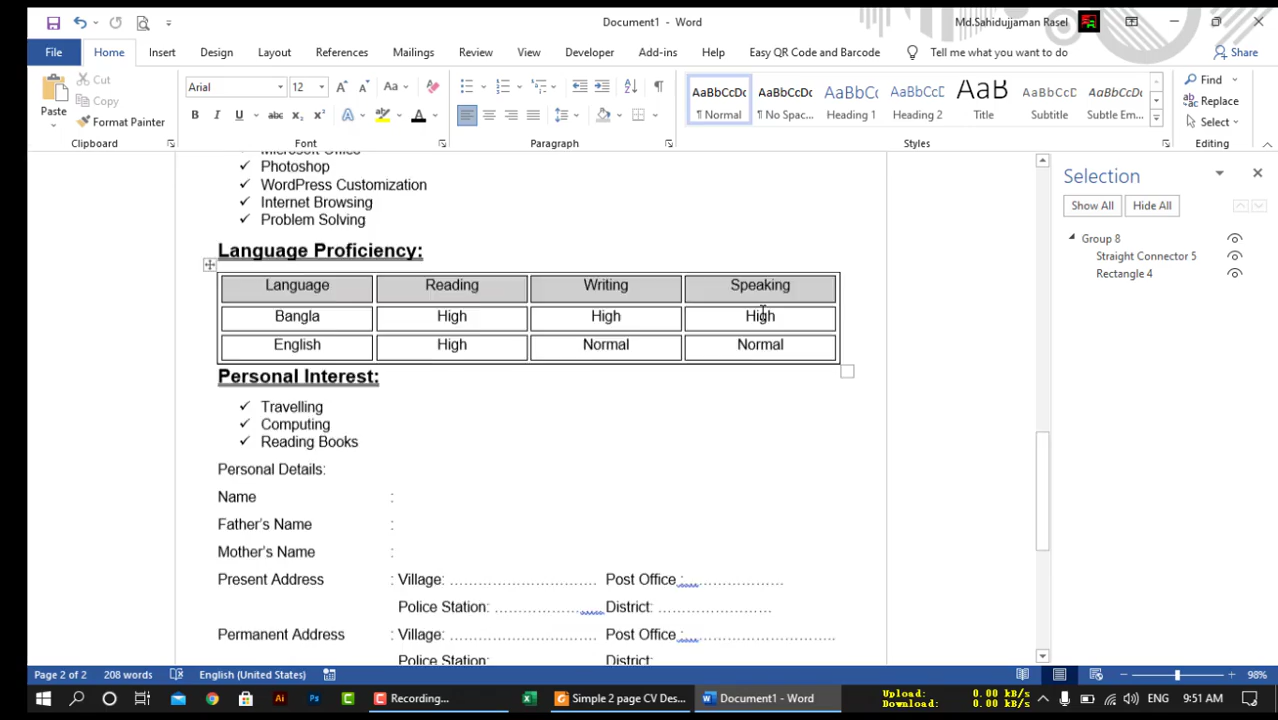 Document1 - Word
Md.Sahidujjaman Rasel
File Home Insert Design Layout References Mailings Review View Developer Add-ins Help Easy QR Code and Barcode Tell me what you want to do Share
Paste
Cut
Copy
Format Painter
Clipboard
Arial 12
Font
Paragraph
AaBbCcDc AaBbCcDc AaBbCc AaBbCcE AaB AaBbCcC AaBbCcDc
¶ Normal ¶ No Spac... Heading 1 Heading 2 Title Subtitle Subtle Em...
Styles
Find
Replace
Select
Editing
Microsoft Office
Photoshop
WordPress Customization
Internet Browsing
Problem Solving
Language Proficiency:
Language Reading Writing Speaking
Bangla High High High
English High Normal Normal
Personal Interest:
Travelling
Computing
Reading Books
Personal Details:
Name :
Father's Name :
Mother's Name :
Present Address : Village: ................................ Post Office :......................
Police Station: ........................ District: .........................
Permanent Address : Village: ................................ Post Office :..................................
Police Station: District:
Selection
Show All Hide All
Group 8
Straight Connector 5
Rectangle 4
Page 2 of 2 208 words English (United States) 98%
Recording... Simple 2 page CV Des... Document1 - Word
Upload: 0.00 kB/s
Download: 0.00 kB/s
ENG 9:51 AM